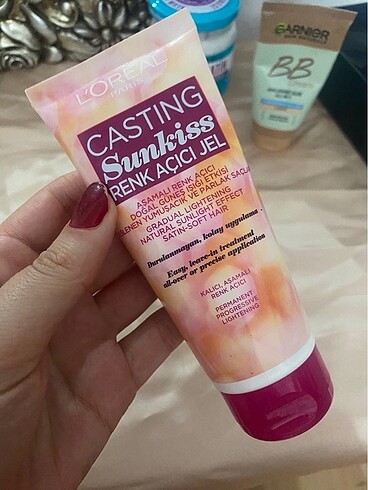 L'ORÉAL
PARIS
CASTING
Sunkiss
RENK AÇICI JEL
AŞAMALI RENK AÇICI
DOĞAL GÜNEŞ IŞIĞI ETKİSİ
YUMUŞACIK VE PARLAK SAÇLAR
GRADUAL LIGHTENING
NATURAL SUNLIGHT EFFECT
SATIN-SOFT HAIR
Durulanmayan, kolay uygulama
Easy, leave-in treatment
all-over or precise application
KALICI, AŞAMALI
RENK AÇICI
PERMANENT
PROGRESSIVE
LIGHTENING
GARNIER
SKIN NATURALS
BB